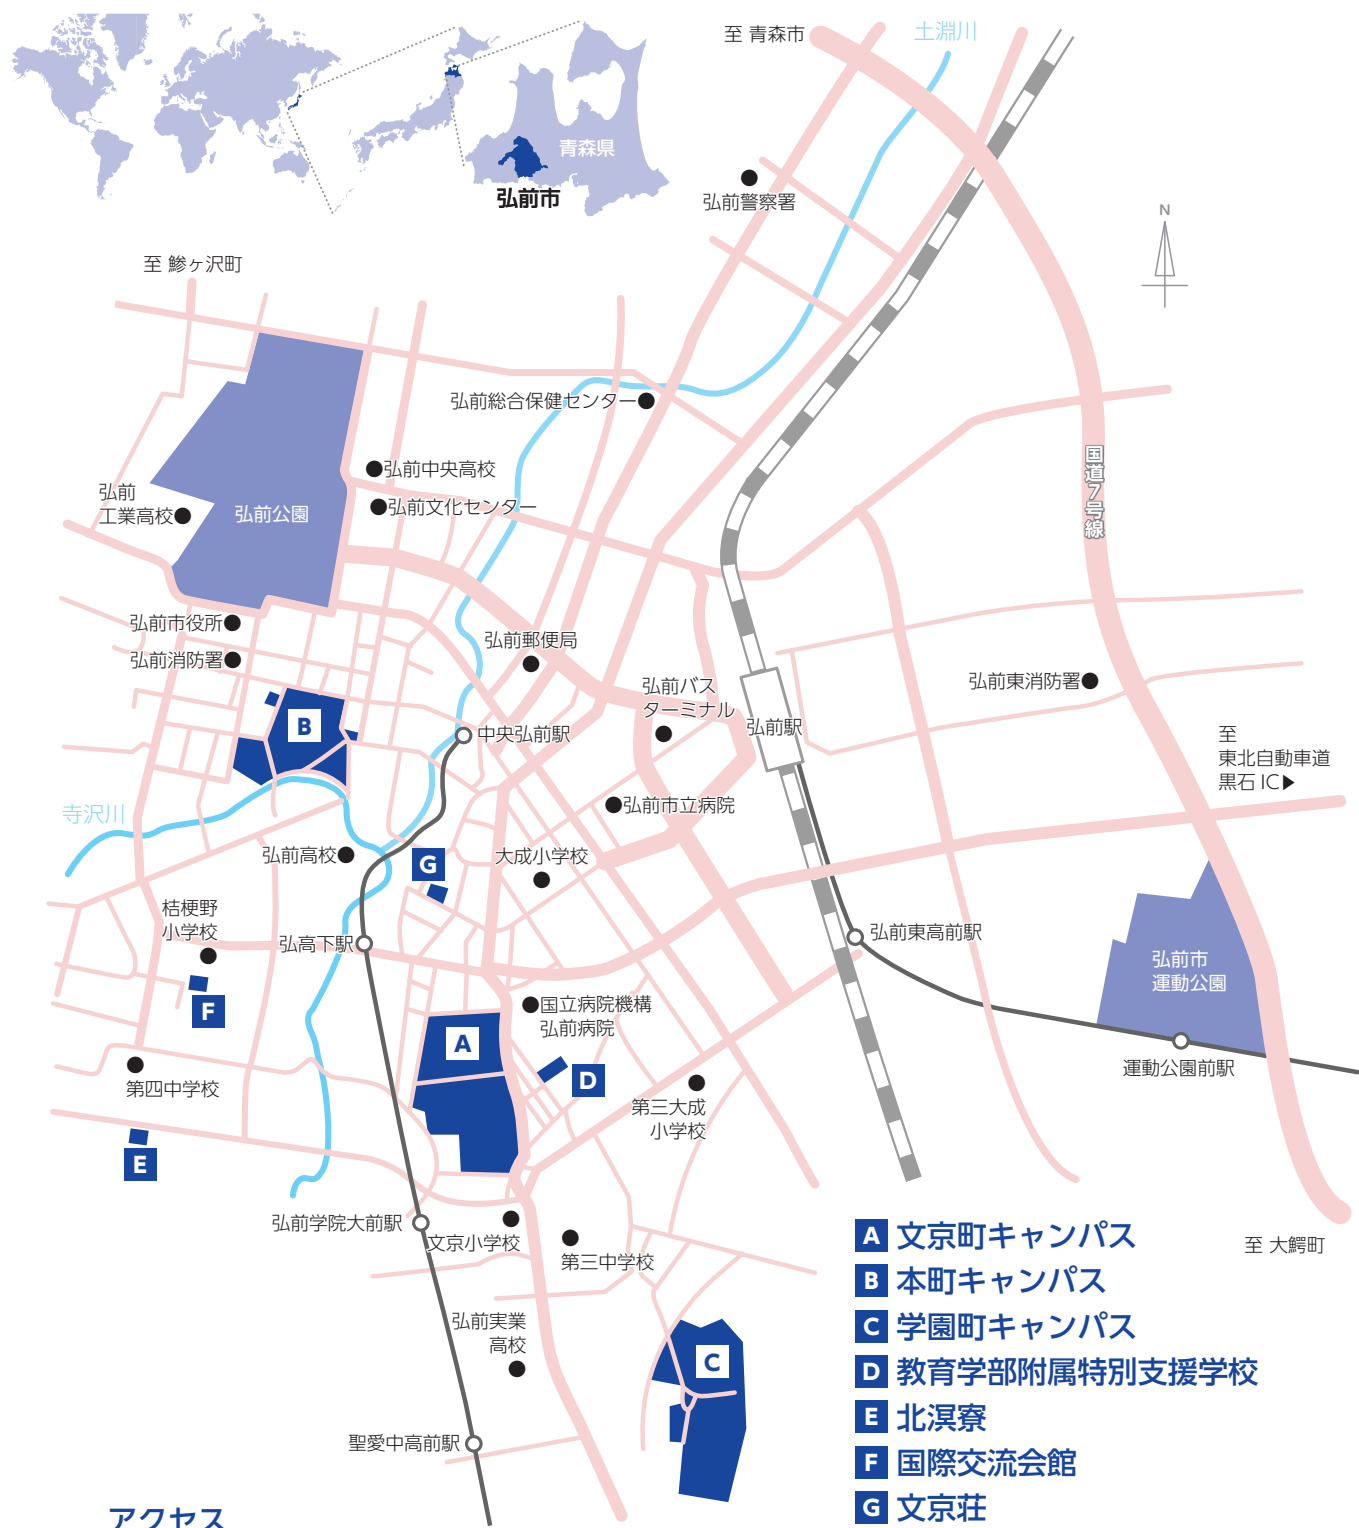 至 青森市
土淵川
青森県
弘前市
弘前警察署
N
至 鰺ヶ沢町
弘前総合保健センター
弘前中央高校
国道7号線
弘前
工業高校
弘前文化センター
弘前公園
弘前市役所
弘前郵便局
弘前消防署
弘前バス
ターミナル
弘前東消防署
B
中央弘前駅
弘前駅
至
東北自動車道
黒石 IC▶
寺沢川
弘前市立病院
弘前高校
G
大成小学校
桔梗野
小学校
弘高下駅
弘前東高前駅
弘前市
運動公園
F
国立病院機構
弘前病院
A
D
運動公園前駅
第四中学校
第三大成
小学校
E
弘前学院大前駅
文京小学校
第三中学校
至 大鰐町
弘前実業
高校
C
聖愛中高前駅
A 文京町キャンパス
B 本町キャンパス
C 学園町キャンパス
D 教育学部附属特別支援学校
E 北溟寮
F 国際交流会館
G 文京荘
アクセス